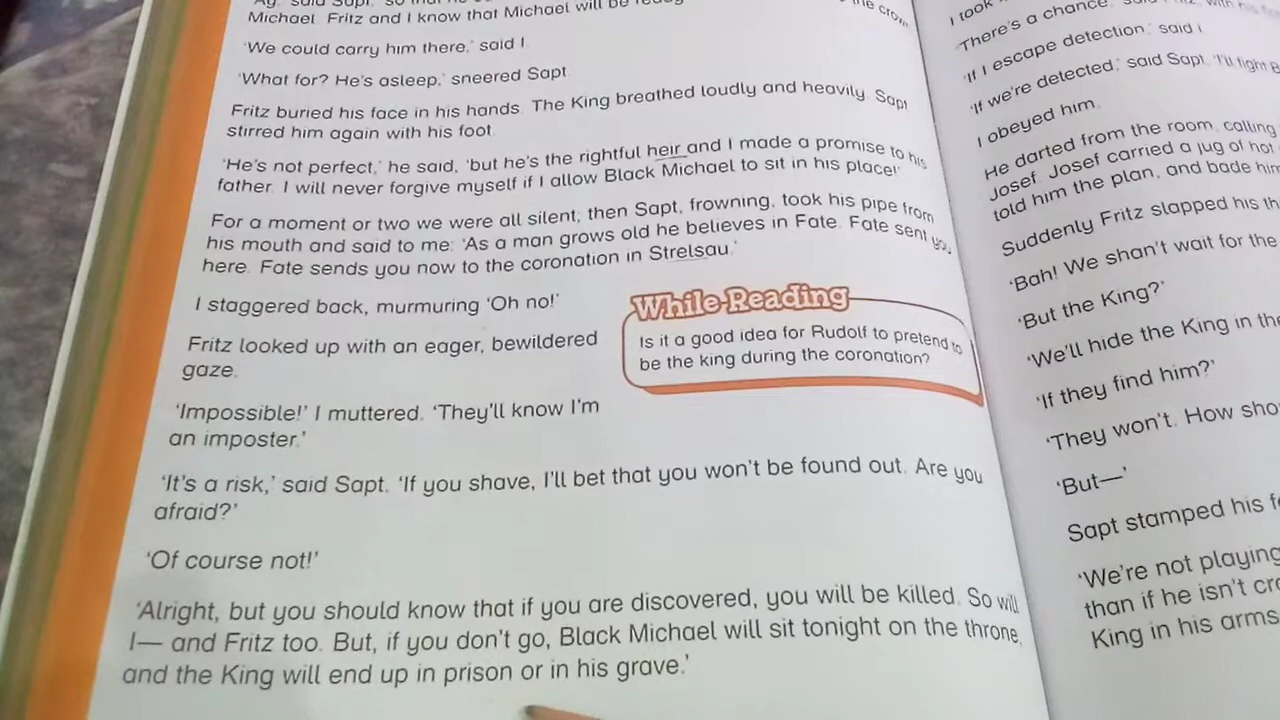 Michael. Fritz and I know that Michael will be ready
'We could carry him there,' said I.
'What for? He's asleep,' sneered Sapt.
Fritz buried his face in his hands. The King breathed loudly and heavily. Sapt
stirred him again with his foot.
'He's not perfect,' he said, 'but he's the rightful heir and I made a promise to his
father. I will never forgive myself if I allow Black Michael to sit in his place!'
For a moment or two we were all silent; then Sapt, frowning, took his pipe from
his mouth and said to me: 'As a man grows old he believes in Fate. Fate sent you
here. Fate sends you now to the coronation in Strelsau.'
I staggered back, murmuring 'Oh no!'
Fritz looked up with an eager, bewildered
gaze.
'Impossible!' I muttered. 'They'll know I'm
an imposter.'
While-Reading
Is it a good idea for Rudolf to pretend to
be the king during the coronation?
'It's a risk,' said Sapt. 'If you shave, I'll bet that you won't be found out. Are you
afraid?'
'Of course not!'
'Alright, but you should know that if you are discovered, you will be killed. So will
I— and Fritz too. But, if you don't go, Black Michael will sit tonight on the throne,
and the King will end up in prison or in his grave.'
I took
'There's a chance,' said
'If I escape detection,' said I.
'If we're detected,' said Sapt. 'I'll fight
I obeyed him.
He darted from the room, calling
Josef. Josef carried a jug of hot
told him the plan, and bade him
Suddenly Fritz slapped his
'Bah! We shan't wait for the
'But the King?'
'We'll hide the King in the
'If they find him?'
'They won't. How
'But—'
Sapt stamped his
'We're not playing
than if he isn't
King in his arms